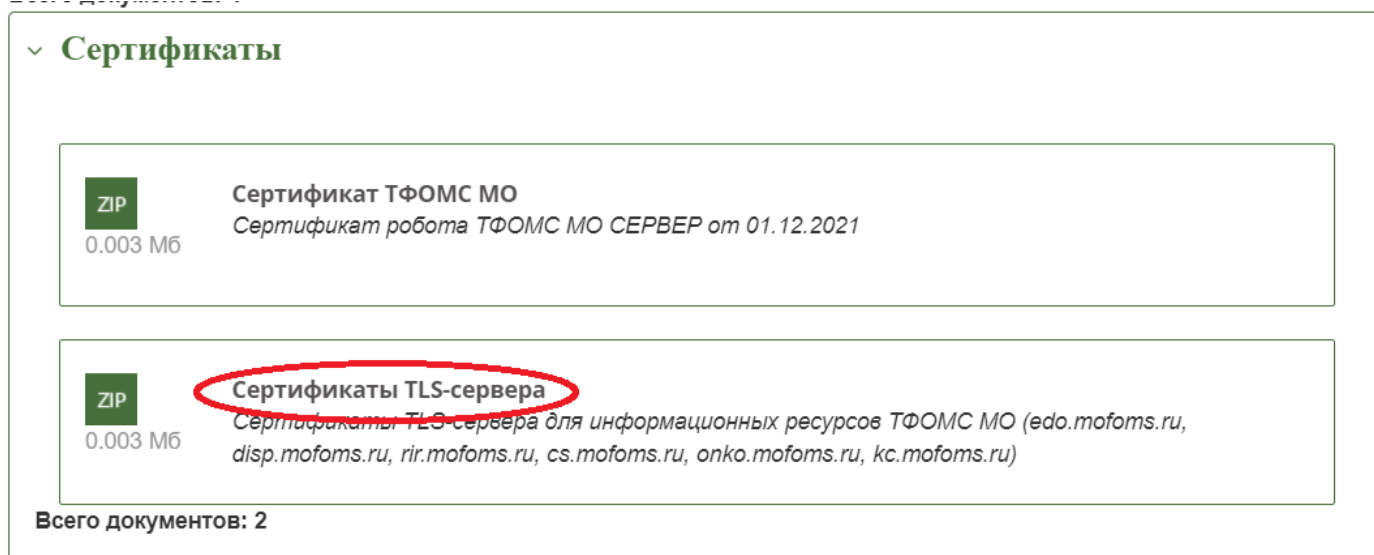 Сертификаты
ZIP
0.003 Мб
Сертификат ТФОМС МО
Сертификат робота ТФОМС МО СЕРВЕР от 01.12.2021
ZIP
0.003 Мб
Сертификаты TLS-сервера
Сертификаты TLS-сервера для информационных ресурсов ТФОМС МО (edo.mofoms.ru,
disp.mofoms.ru, rir.mofoms.ru, cs.mofoms.ru, onko.mofoms.ru, kc.mofoms.ru)
Всего документов: 2